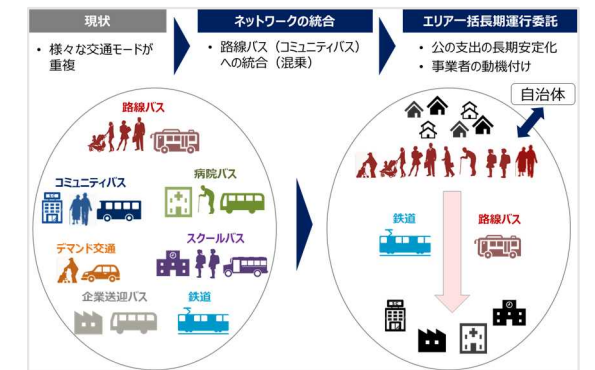 現状
ネットワークの統合
エリア一括長期運行委託
• 様々な交通モードが
重複
• 路線バス（コミュニティバス）
への統合（混乗）
• 公の支出の長期安定化
• 事業者の動機付け
自治体
路線バス
コミュニティバス
病院バス
デマンド交通
スクールバス
企業送迎バス
鉄道
鉄道
路線バス